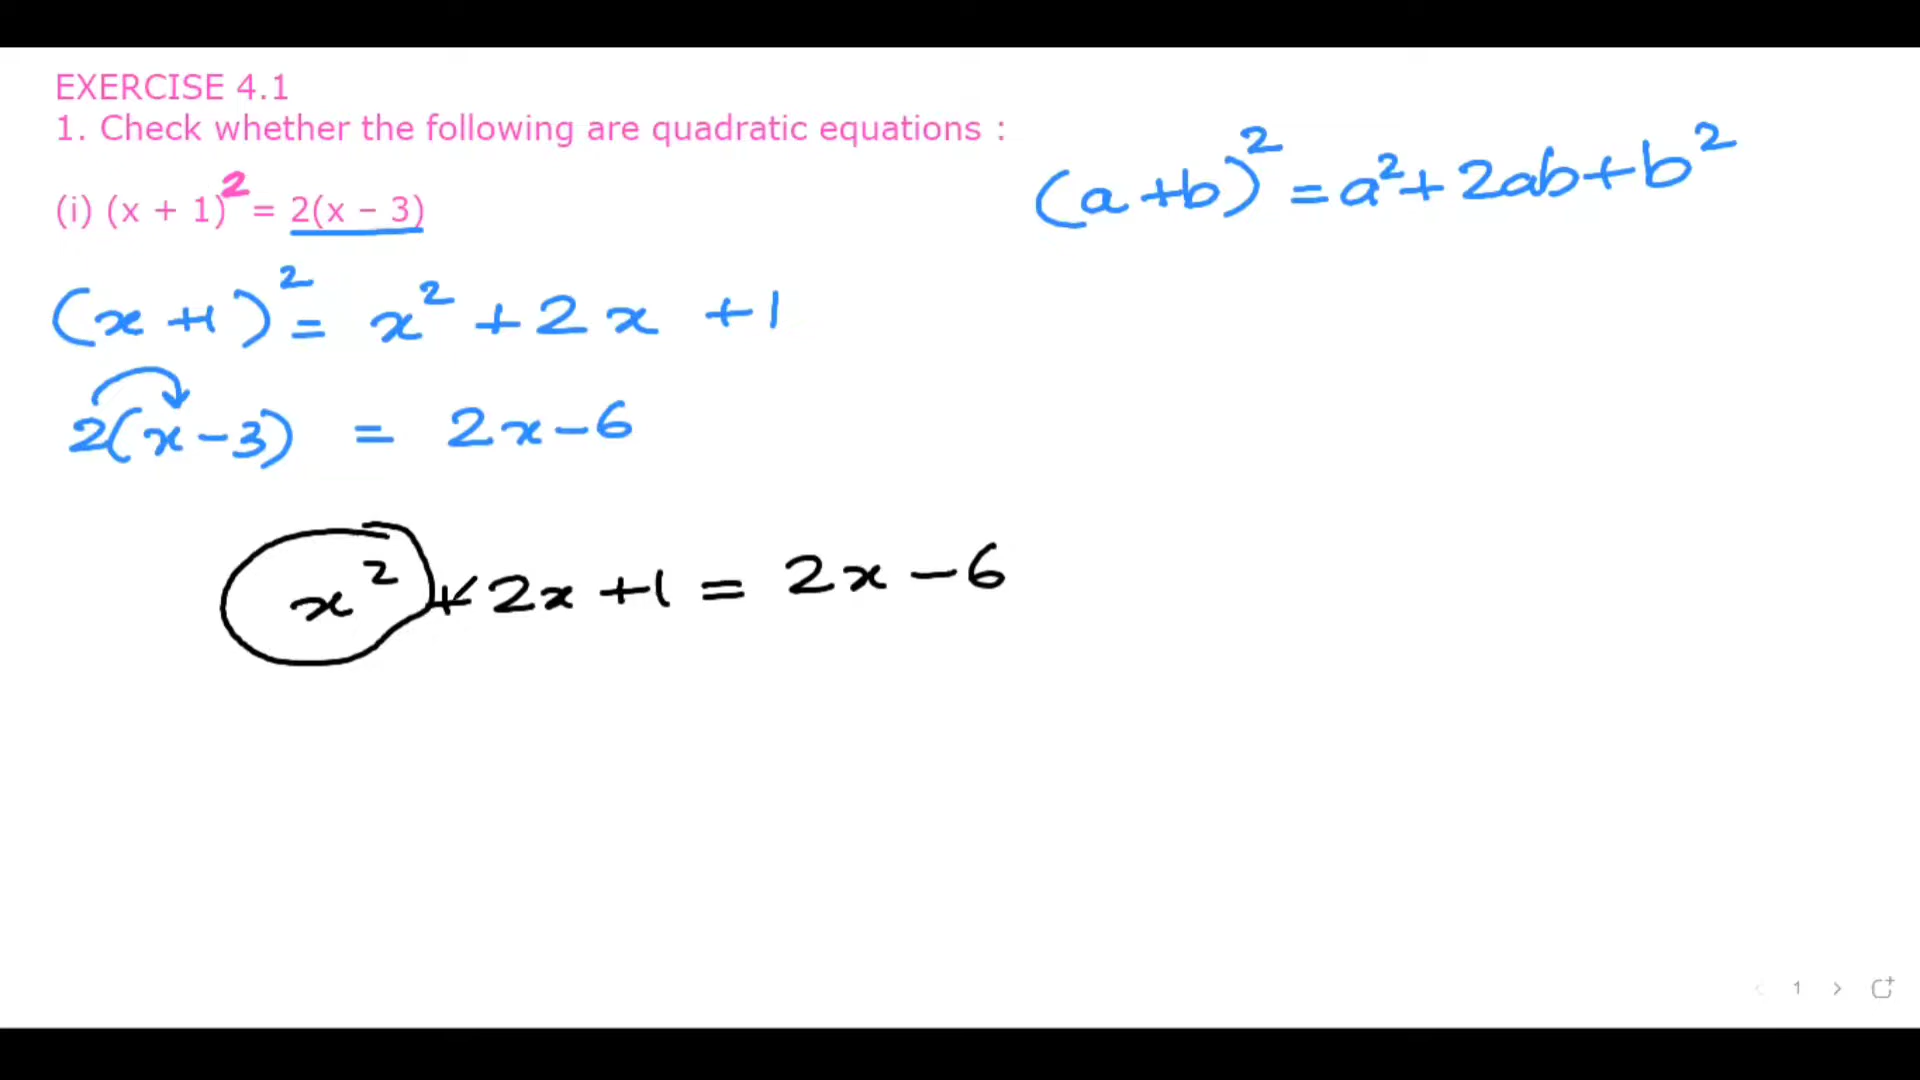 EXERCISE 4.1
1. Check whether the following are quadratic equations :
(a+b)² = a²+2ab+b²
(i) (x + 1)² = 2(x – 3)
(x+1)² = x²+2x +1
2(x-3) = 2x-6
x²+2x+1 = 2x-6
1